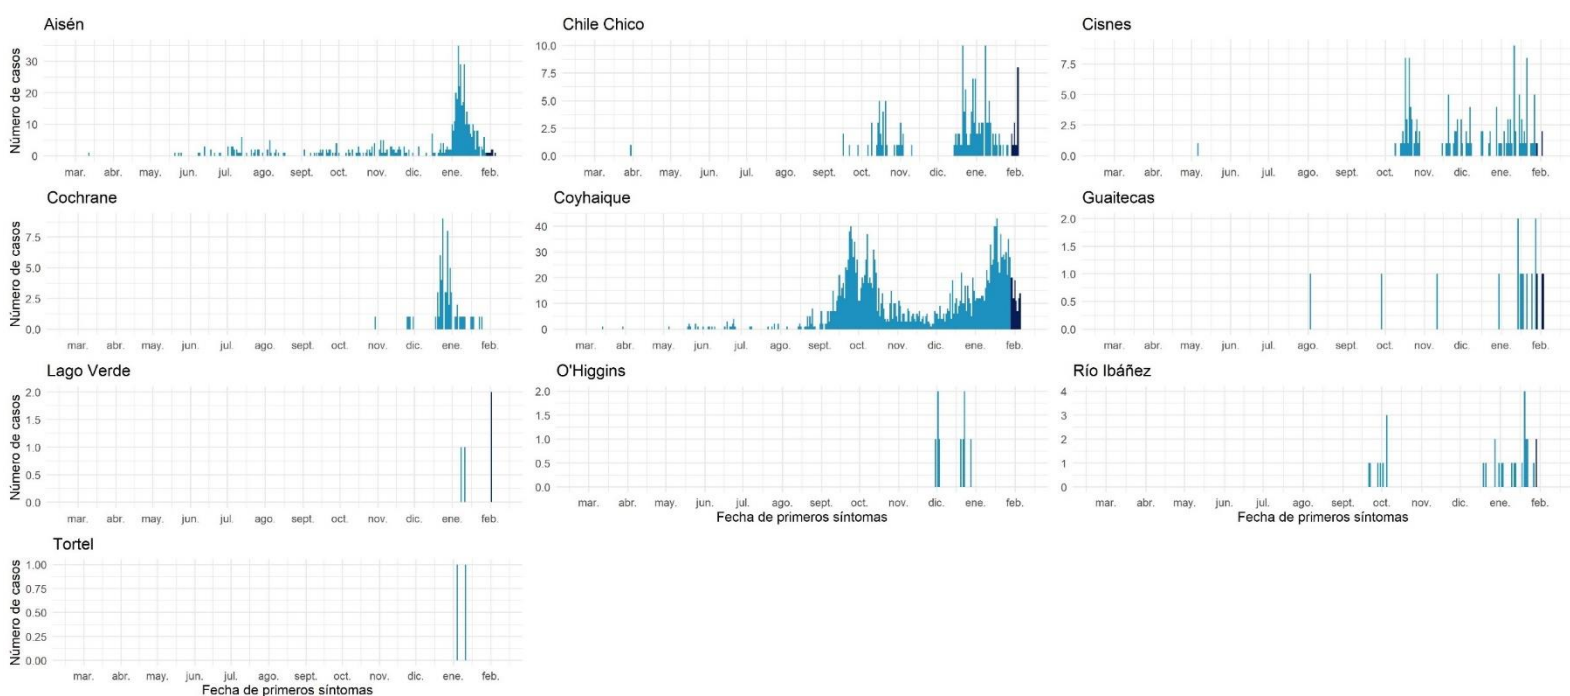 Aisén
Número de casos
30
20
10
0
mar. abr. may. jun. jul. ago. sept. oct. nov. dic. ene. feb.
Chile Chico
10.0
7.5
5.0
2.5
0.0
mar. abr. may. jun. jul. ago. sept. oct. nov. dic. ene. feb.
Cisnes
7.5
5.0
2.5
0.0
mar. abr. may. jun. jul. ago. sept. oct. nov. dic. ene. feb.
Cochrane
Número de casos
7.5
5.0
2.5
0.0
mar. abr. may. jun. jul. ago. sept. oct. nov. dic. ene. feb.
Coyhaique
40
30
20
10
0
mar. abr. may. jun. jul. ago. sept. oct. nov. dic. ene. feb.
Guaitecas
2.0
1.5
1.0
0.5
0.0
mar. abr. may. jun. jul. ago. sept. oct. nov. dic. ene. feb.
Lago Verde
Número de casos
2.0
1.5
1.0
0.5
0.0
mar. abr. may. jun. jul. ago. sept. oct. nov. dic. ene. feb.
O'Higgins
2.0
1.5
1.0
0.5
0.0
mar. abr. may. jun. jul. ago. sept. oct. nov. dic. ene. feb.
Fecha de primeros síntomas
Río Ibáñez
4
3
2
1
0
mar. abr. may. jun. jul. ago. sept. oct. nov. dic. ene. feb.
Fecha de primeros síntomas
Tortel
Número de casos
1.00
0.75
0.50
0.25
0.00
mar. abr. may. jun. jul. ago. sept. oct. nov. dic. ene. feb.
Fecha de primeros síntomas